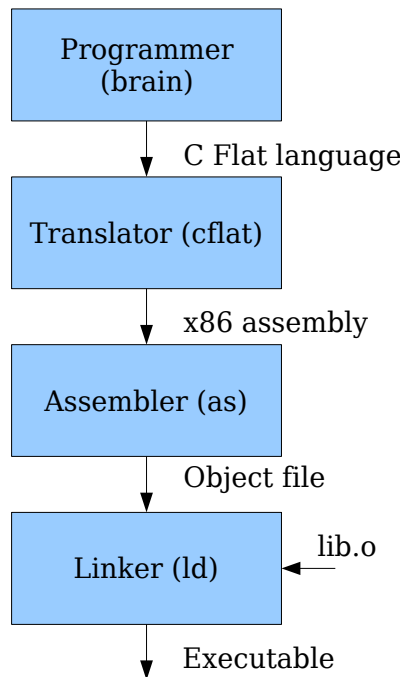 Programmer
(brain)
C Flat language
Translator (cflat)
x86 assembly
Assembler (as)
Object file
lib.o
Linker (ld)
Executable